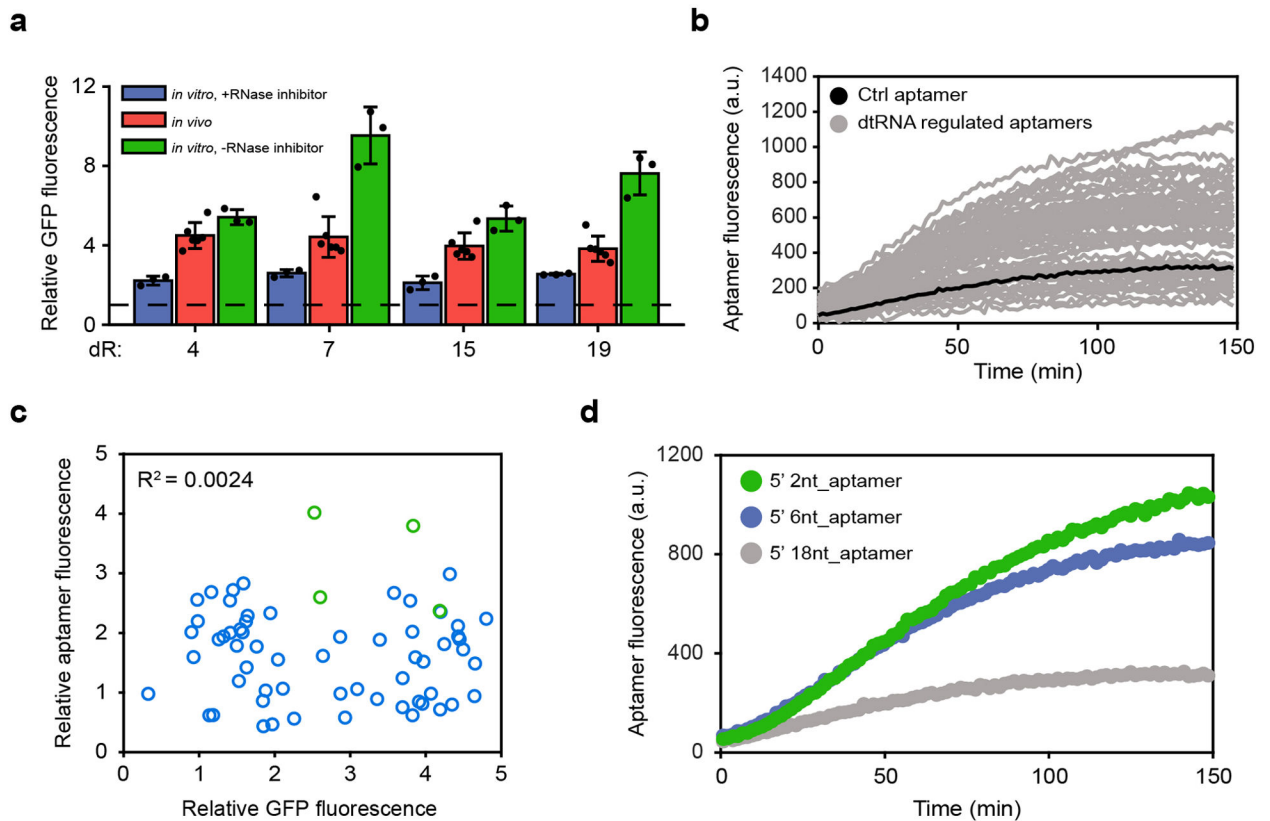 a
Relative GFP fluorescence
12
8
4
0
in vitro, +RNase inhibitor
in vivo
in vitro, -RNase inhibitor
dR: 4 7 15 19
b
Aptamer fluorescence (a.u.)
1400
1200
1000
800
600
400
200
0
Ctrl aptamer
dtRNA regulated aptamers
0 50 100 150
Time (min)
c
Relative aptamer fluorescence
5
4
3
2
1
0
R² = 0.0024
0 1 2 3 4 5
Relative GFP fluorescence
d
Aptamer fluorescence (a.u.)
1200
800
400
0
5' 2nt_aptamer
5' 6nt_aptamer
5' 18nt_aptamer
0 50 100 150
Time (min)